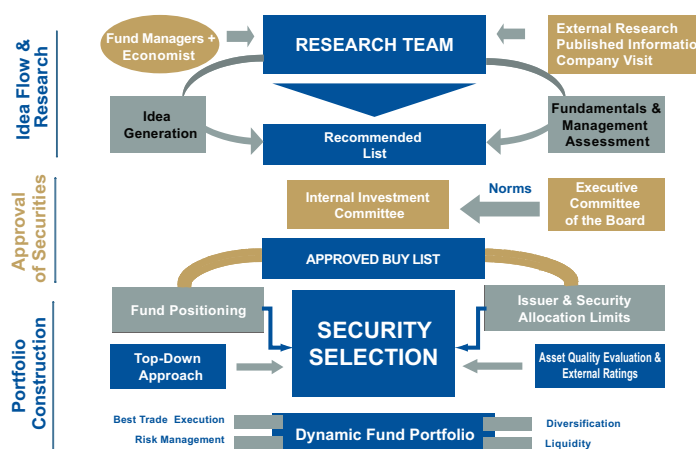 Idea Flow &
Research
Fund Managers +
Economist
RESEARCH TEAM
External Research
Published Information
Company Visit
Idea
Generation
Recommended
List
Fundamentals &
Management
Assessment
Approval
of Securities
Internal Investment
Committee
Norms
Executive
Committee
of the Board
APPROVED BUY LIST
Portfolio
Construction
Fund Positioning
SECURITY
SELECTION
Issuer & Security
Allocation Limits
Top-Down
Approach
Asset Quality Evaluation &
External Ratings
Best Trade Execution
Risk Management
Dynamic Fund Portfolio
Diversification
Liquidity